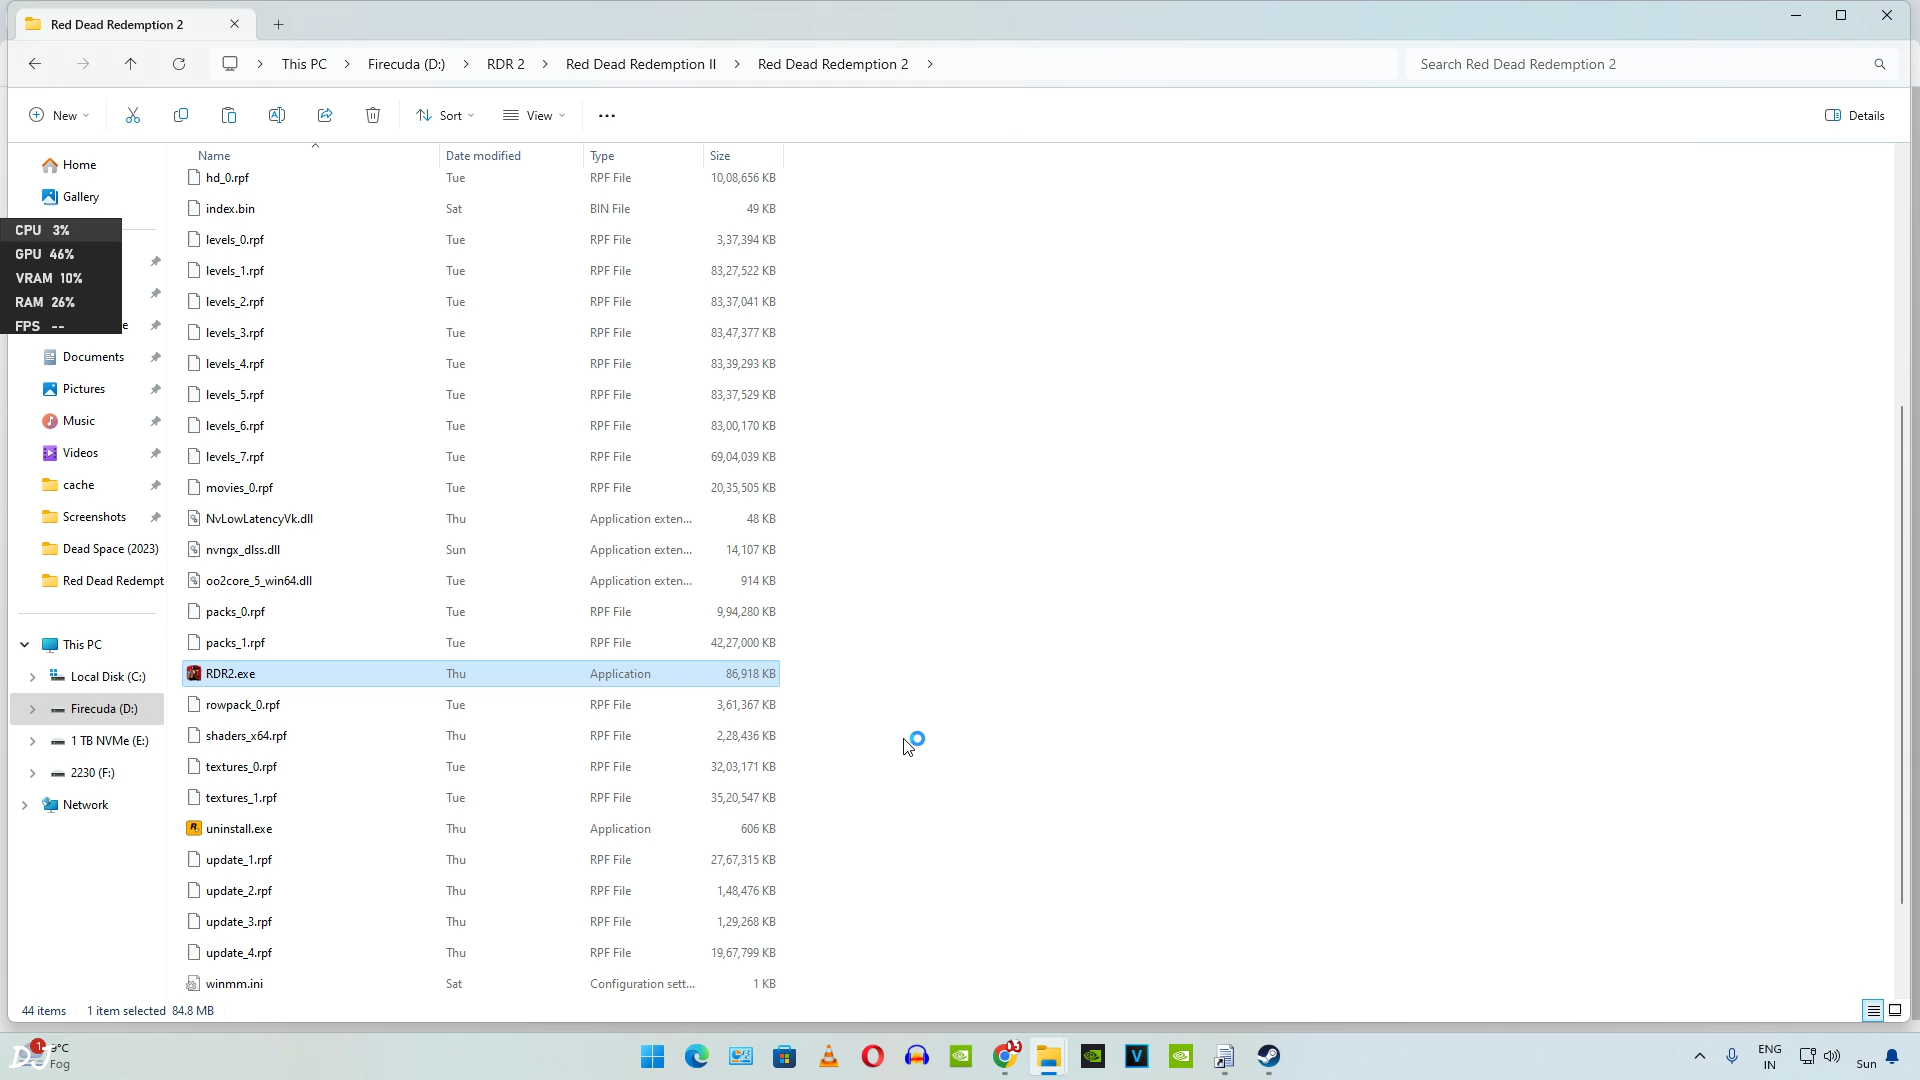 Red Dead Redemption 2
This PC
Firecuda (D:)
RDR 2
Red Dead Redemption II
Red Dead Redemption 2
Search Red Dead Redemption 2
New
Sort
View
Details
Home
Gallery
CPU 3%
GPU 46%
VRAM 10%
RAM 26%
FPS --
e
Documents
Pictures
Music
Videos
cache
Screenshots
Dead Space (2023)
Red Dead Redempt
This PC
Local Disk (C:)
Firecuda (D:)
1 TB NVMe (E:)
2230 (F:)
Network
Name Date modified Type Size
hd_0.rpf Tue RPF File 10,08,656 KB
index.bin Sat BIN File 49 KB
levels_0.rpf Tue RPF File 3,37,394 KB
levels_1.rpf Tue RPF File 83,27,522 KB
levels_2.rpf Tue RPF File 83,37,041 KB
levels_3.rpf Tue RPF File 83,47,377 KB
levels_4.rpf Tue RPF File 83,39,293 KB
levels_5.rpf Tue RPF File 83,37,529 KB
levels_6.rpf Tue RPF File 83,00,170 KB
levels_7.rpf Tue RPF File 69,04,039 KB
movies_0.rpf Tue RPF File 20,35,505 KB
NvLowLatencyVk.dll Thu Application exten... 48 KB
nvngx_dlss.dll Sun Application exten... 14,107 KB
oo2core_5_win64.dll Tue Application exten... 914 KB
packs_0.rpf Tue RPF File 9,94,280 KB
packs_1.rpf Tue RPF File 42,27,000 KB
RDR2.exe Thu Application 86,918 KB
rowpack_0.rpf Tue RPF File 3,61,367 KB
shaders_x64.rpf Thu RPF File 2,28,436 KB
textures_0.rpf Tue RPF File 32,03,171 KB
textures_1.rpf Tue RPF File 35,20,547 KB
uninstall.exe Thu Application 606 KB
update_1.rpf Thu RPF File 27,67,315 KB
update_2.rpf Thu RPF File 1,48,476 KB
update_3.rpf Thu RPF File 1,29,268 KB
update_4.rpf Thu RPF File 19,67,799 KB
winmm.ini Sat Configuration sett... 1 KB
44 items 1 item selected 84.8 MB
1
9°C
Fog
DJ
ENG
IN
Sun